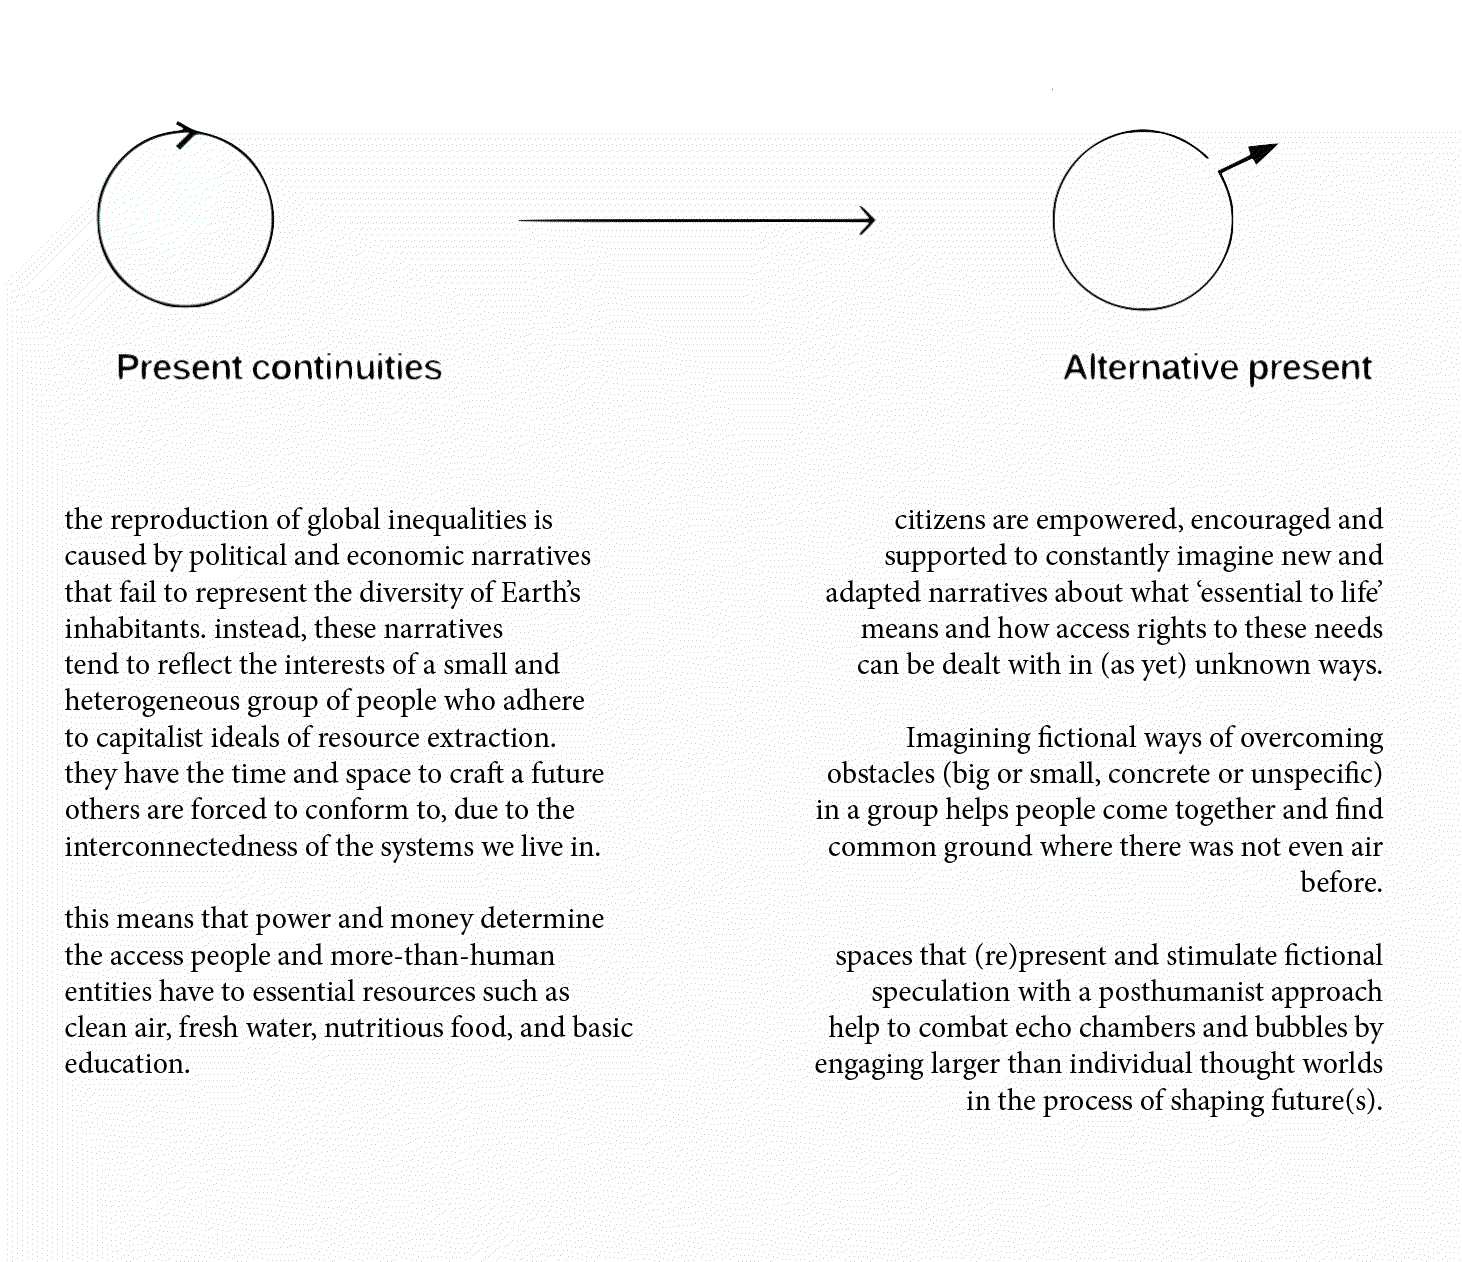 Present continuities
Alternative present
the reproduction of global inequalities is
caused by political and economic narratives
that fail to represent the diversity of Earth’s
inhabitants. instead, these narratives
tend to reflect the interests of a small and
heterogeneous group of people who adhere
to capitalist ideals of resource extraction.
they have the time and space to craft a future
others are forced to conform to, due to the
interconnectedness of the systems we live in.
this means that power and money determine
the access people and more-than-human
entities have to essential resources such as
clean air, fresh water, nutritious food, and basic
education.
citizens are empowered, encouraged and
supported to constantly imagine new and
adapted narratives about what ‘essential to life’
means and how access rights to these needs
can be dealt with in (as yet) unknown ways.
Imagining fictional ways of overcoming
obstacles (big or small, concrete or unspecific)
in a group helps people come together and find
common ground where there was not even air
before.
spaces that (re)present and stimulate fictional
speculation with a posthumanist approach
help to combat echo chambers and bubbles by
engaging larger than individual thought worlds
in the process of shaping future(s).